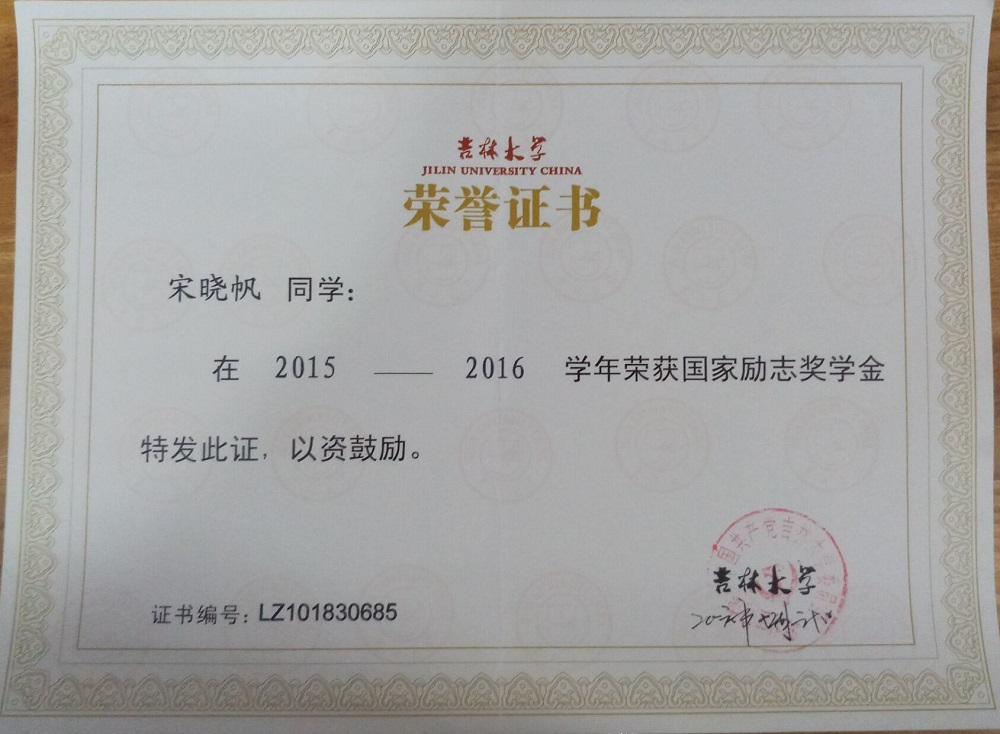 吉林大学
JILIN UNIVERSITY CHINA
荣誉证书
宋晓帆 同学：
在 2015 —— 2016 学年荣获国家励志奖学金
特发此证，以资鼓励。
吉林大学
证书编号：LZ101830685